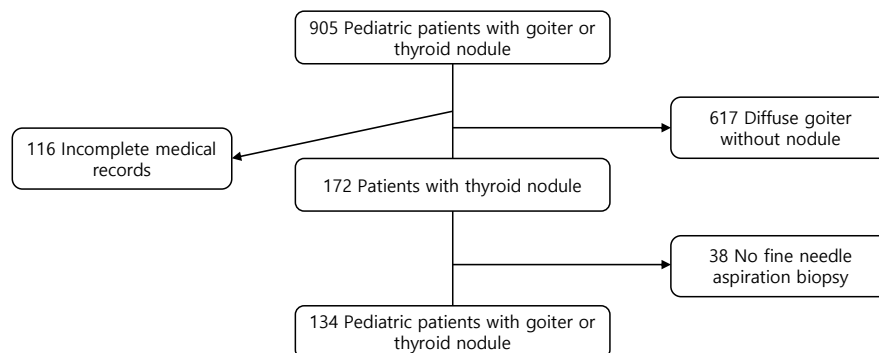 905 Pediatric patients with goiter or
thyroid nodule
617 Diffuse goiter
without nodule
116 Incomplete medical
records
172 Patients with thyroid nodule
38 No fine needle
aspiration biopsy
134 Pediatric patients with goiter or
thyroid nodule